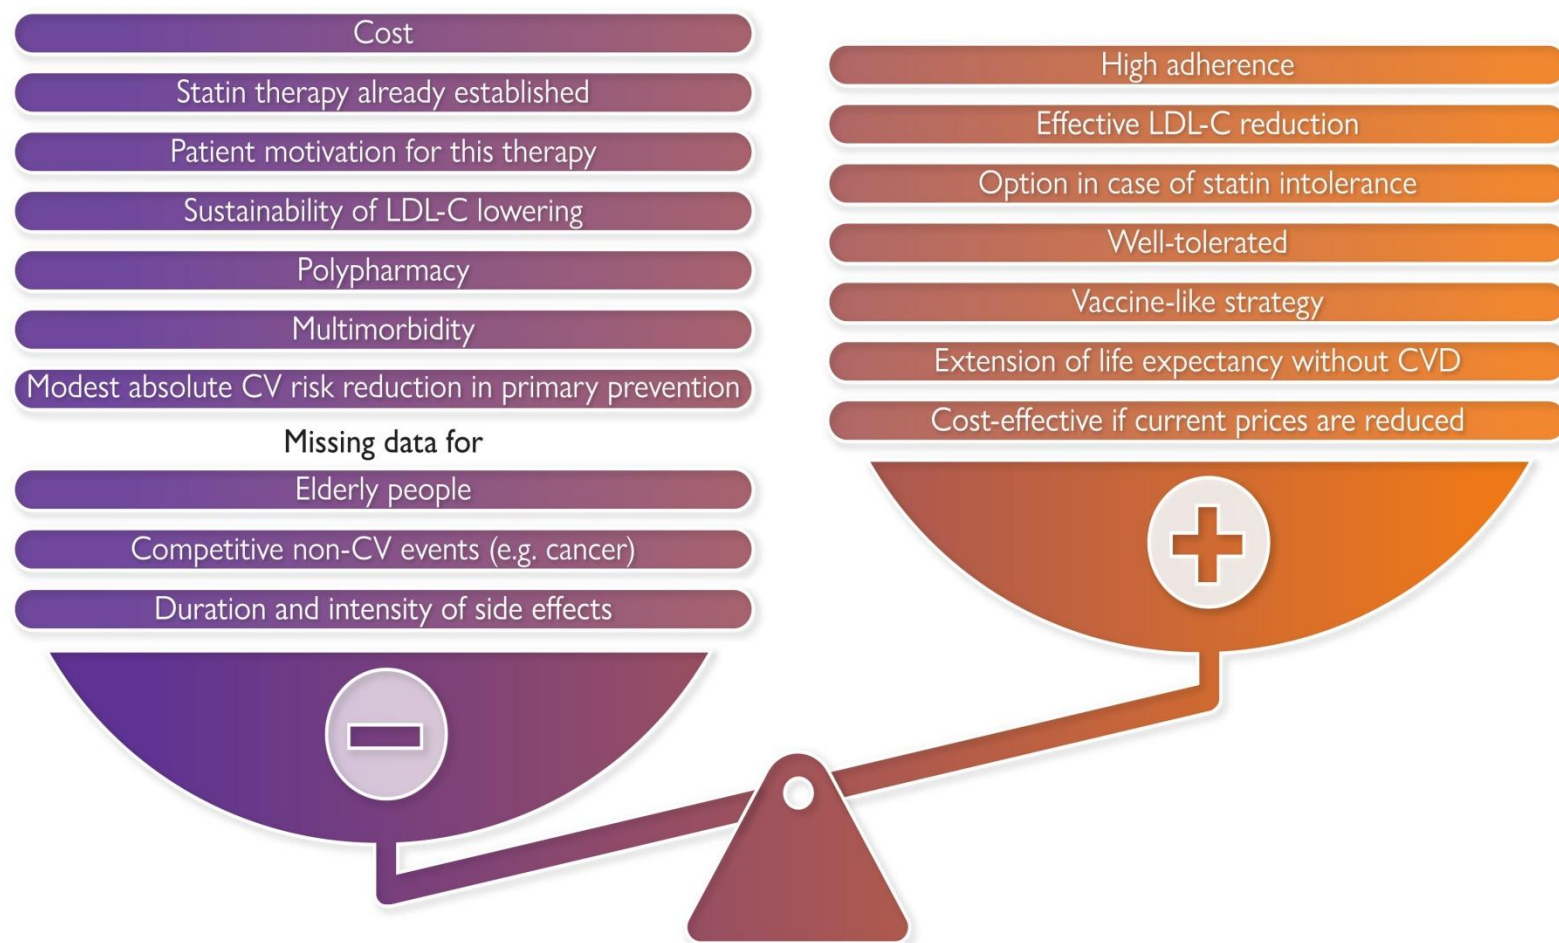 Cost
Statin therapy already established
Patient motivation for this therapy
Sustainability of LDL-C lowering
Polypharmacy
Multimorbidity
Modest absolute CV risk reduction in primary prevention
Missing data for
Elderly people
Competitive non-CV events (e.g. cancer)
Duration and intensity of side effects
High adherence
Effective LDL-C reduction
Option in case of statin intolerance
Well-tolerated
Vaccine-like strategy
Extension of life expectancy without CVD
Cost-effective if current prices are reduced